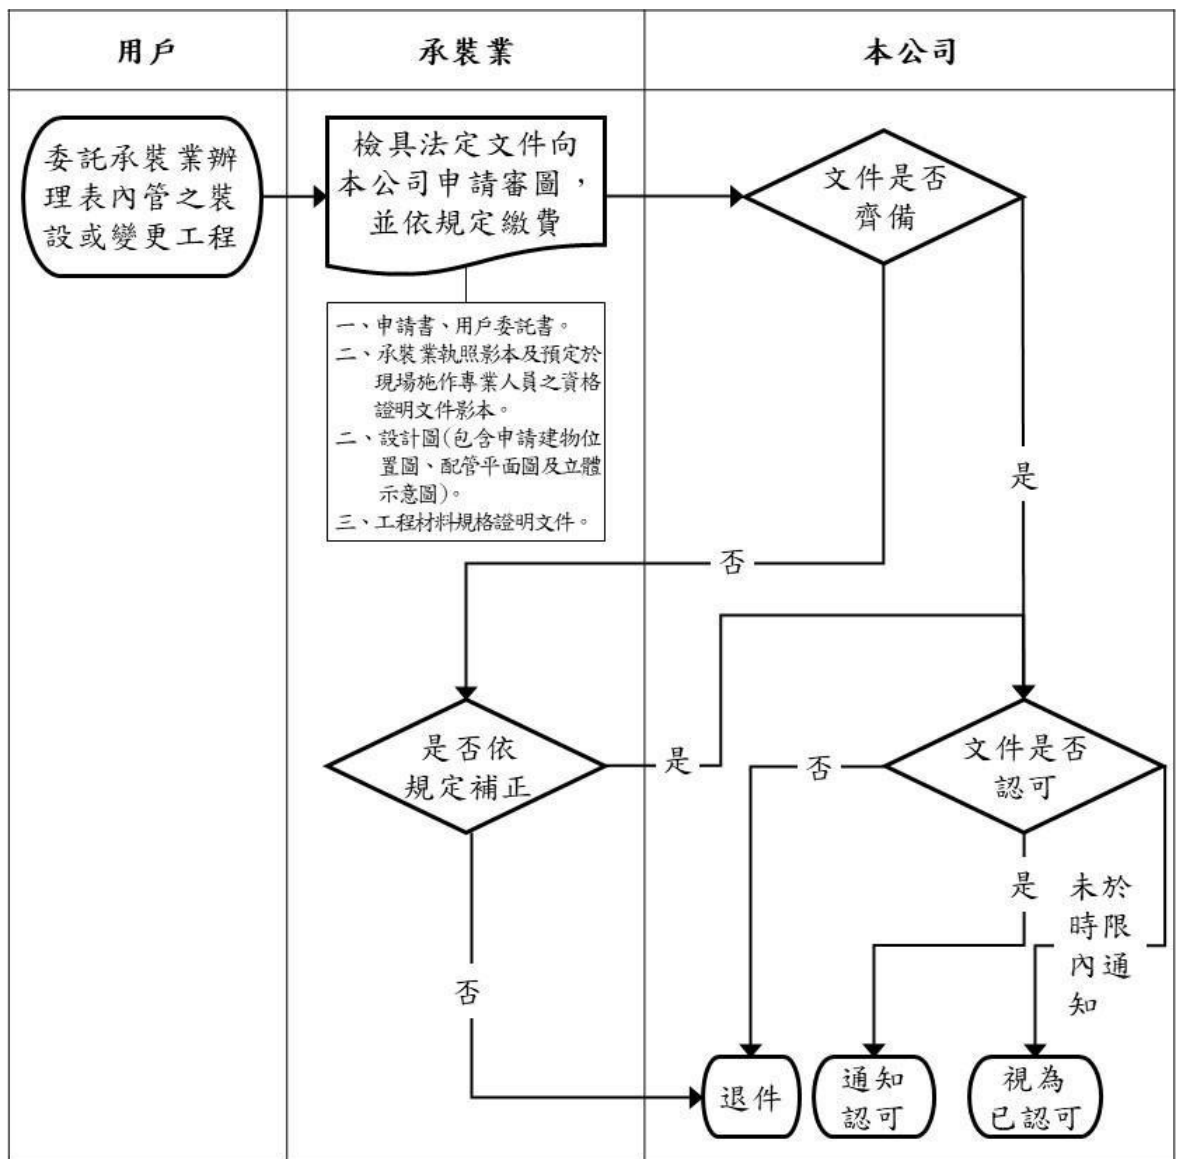 用戶
承裝業
本公司
委託承裝業辦
理表內管之裝
設或變更工程
檢具法定文件向
本公司申請審圖，
並依規定繳費
文件是否
齊備
一、申請書、用戶委託書。
二、承裝業執照影本及預定於
現場施作專業人員之資格
證明文件影本。
二、設計圖(包含申請建物位
置圖、配管平面圖及立體
示意圖)。
三、工程材料規格證明文件。
是
否
是否依
規定補正
是
否
文件是否
認可
是
未於
時限
內通
知
否
退件
通知
認可
視為
已認可